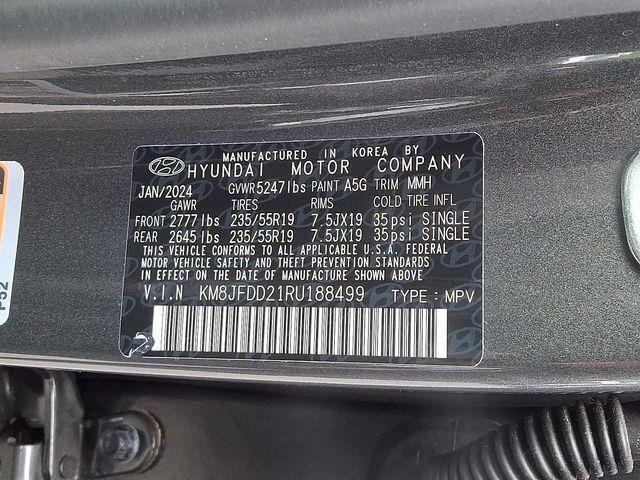 MANUFACTURED IN KOREA BY
HYUNDAI MOTOR COMPANY
JAN/2024 GVWR 5247lbs PAINT A5G TRIM MMH
GAWR TIRES RIMS COLD TIRE INFL
FRONT 2777lbs 235/55R19 7.5JX19 35psi SINGLE
REAR 2645lbs 235/55R19 7.5JX19 35psi SINGLE
THIS VEHICLE CONFORMS TO ALL APPLICABLE U.S.A. FEDERAL
MOTOR VEHICLE SAFETY, BUMPER, AND THEFT PREVENTION STANDARDS
IN EFFECT ON THE DATE OF MANUFACTURE SHOWN ABOVE.
V.I.N KM8JFDD21RU188499 TYPE : MPV
2
P52